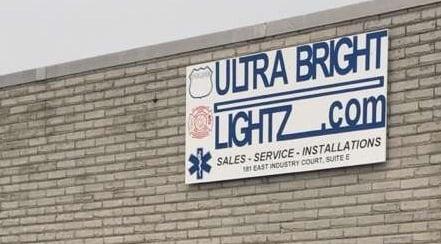 ULTRA BRIGHT
LIGHTZ .com
SALES - SERVICE - INSTALLATIONS
181 EAST INDUSTRY COURT, SUITE E